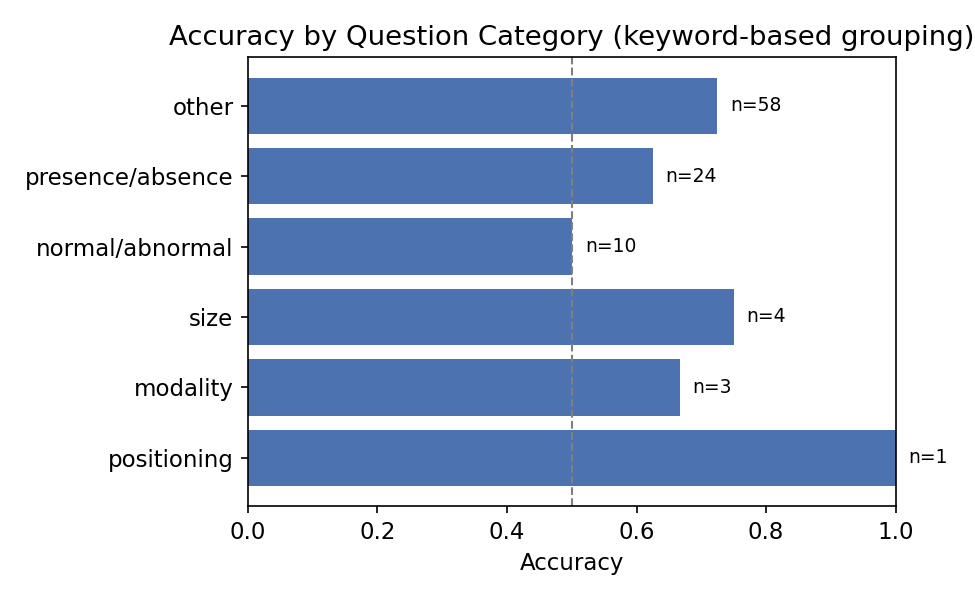 Accuracy by Question Category (keyword-based grouping)
other
n=58
presence/absence
n=24
normal/abnormal
n=10
size
n=4
modality
n=3
positioning
n=1
0.0 0.2 0.4 0.6 0.8 1.0
Accuracy